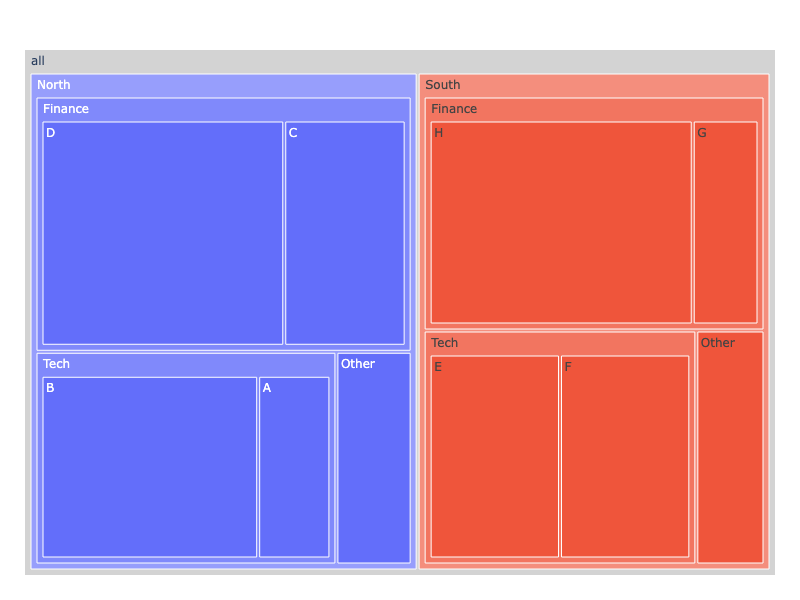 all
North
Finance
D
C
Tech
B
A
Other
South
Finance
H
G
Tech
E
F
Other